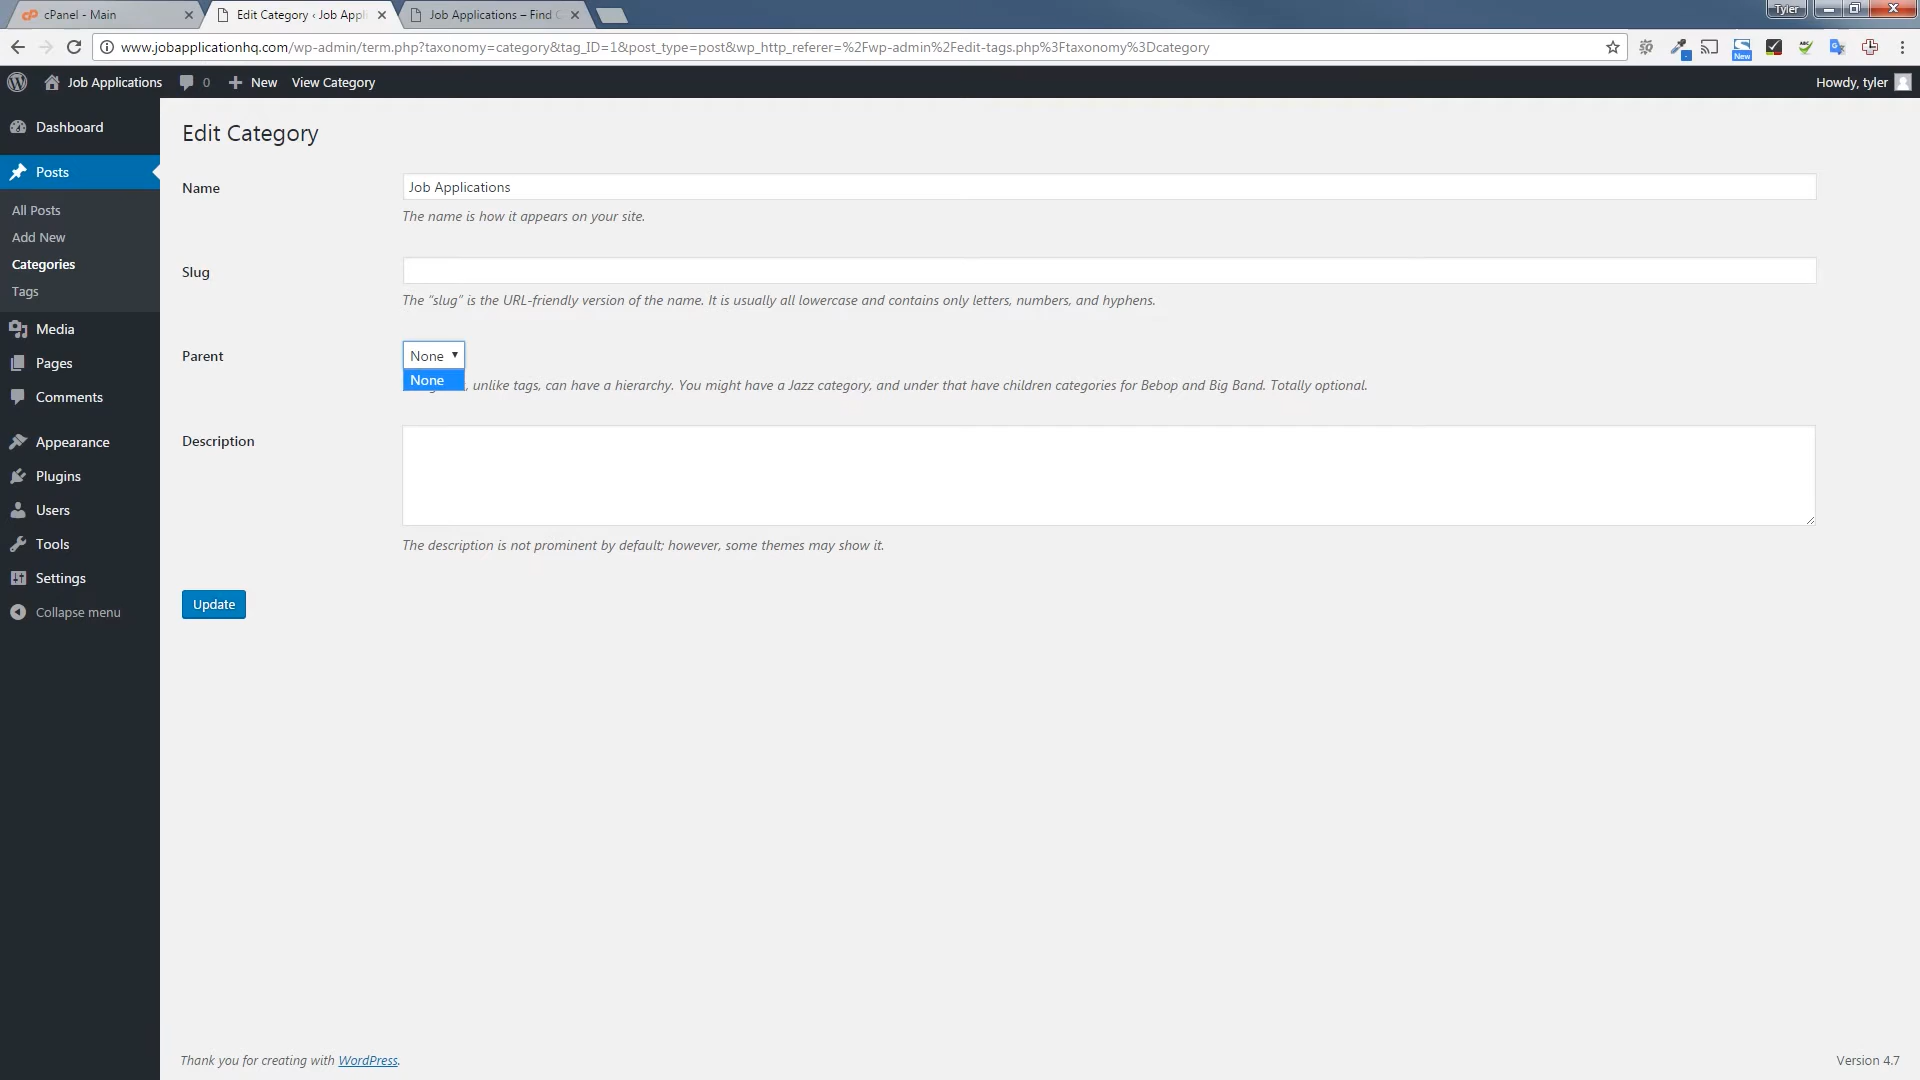 cPanel - Main
Edit Category ‹ Job Appli
Job Applications – Find
Tyler
www.jobapplicationhq.com/wp-admin/term.php?taxonomy=category&tag_ID=1&post_type=post&wp_http_referer=%2Fwp-admin%2Fedit-tags.php%3Ftaxonomy%3Dcategory
New
Job Applications
0
New
View Category
Howdy, tyler
Dashboard
Posts
All Posts
Add New
Categories
Tags
Media
Pages
Comments
Appearance
Plugins
Users
Tools
Settings
Collapse menu
Edit Category
Name
Job Applications
The name is how it appears on your site.
Slug
The “slug” is the URL-friendly version of the name. It is usually all lowercase and contains only letters, numbers, and hyphens.
Parent
None
None
, unlike tags, can have a hierarchy. You might have a Jazz category, and under that have children categories for Bebop and Big Band. Totally optional.
Description
The description is not prominent by default; however, some themes may show it.
Update
Thank you for creating with WordPress.
Version 4.7